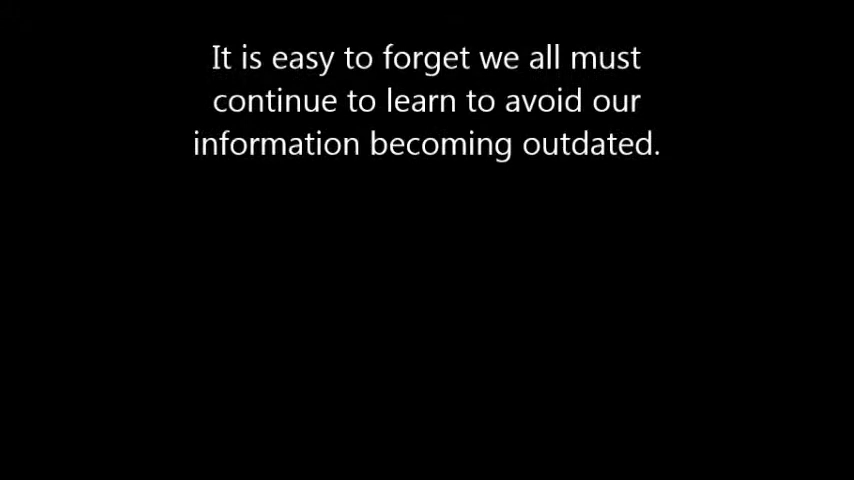 It is easy to forget we all must
continue to learn to avoid our
information becoming outdated.